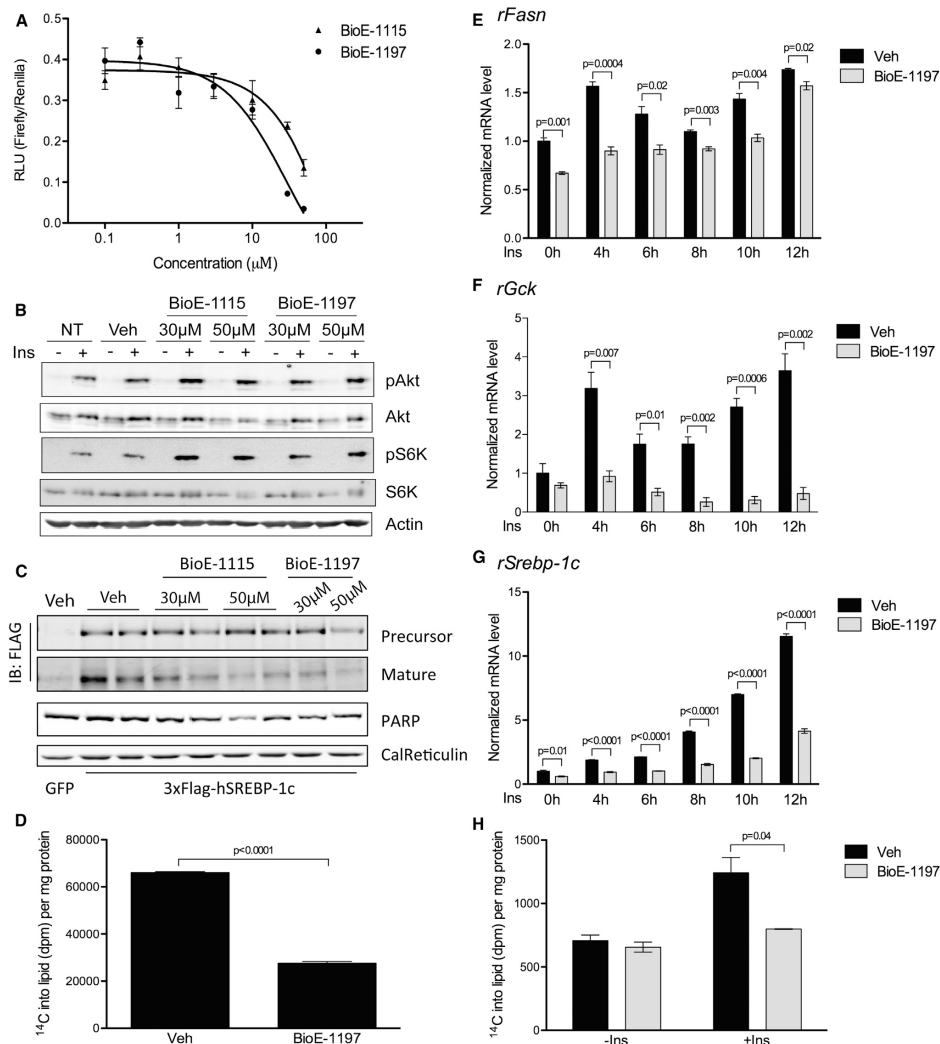 A
0.5
0.4
0.3
0.2
0.1
0.0
RLU (Firefly/Renilla)
0.1 1 10 100
Concentration (µM)
BioE-1115
BioE-1197
B
BioE-1115 BioE-1197
NT Veh 30µM 50µM 30µM 50µM
Ins - + - + - + - + - + - +
pAkt
Akt
pS6K
S6K
Actin
C
BioE-1115 BioE-1197
Veh Veh 30µM 50µM 30µM 50µM
IB: FLAG
Precursor
Mature
PARP
CalReticulin
GFP 3xFlag-hSREBP-1c
D
80000
60000
40000
20000
0
¹⁴C into lipid (dpm) per mg protein
p<0.0001
Veh BioE-1197
E rFasn
2.0
1.5
1.0
0.5
0.0
Normalized mRNA level
p=0.001 p=0.0004 p=0.02 p=0.003 p=0.004 p=0.02
Veh
BioE-1197
Ins 0h 4h 6h 8h 10h 12h
F rGck
5
4
3
2
1
0
Normalized mRNA level
p=0.007 p=0.01 p=0.002 p=0.0006 p=0.002
Veh
BioE-1197
Ins 0h 4h 6h 8h 10h 12h
G rSrebp-1c
15
10
5
0
Normalized mRNA level
p=0.01 p<0.0001 p<0.0001 p<0.0001 p<0.0001 p<0.0001
Veh
BioE-1197
Ins 0h 4h 6h 8h 10h 12h
H
1500
1000
500
0
¹⁴C into lipid (dpm) per mg protein
p=0.04
Veh
BioE-1197
-Ins +Ins